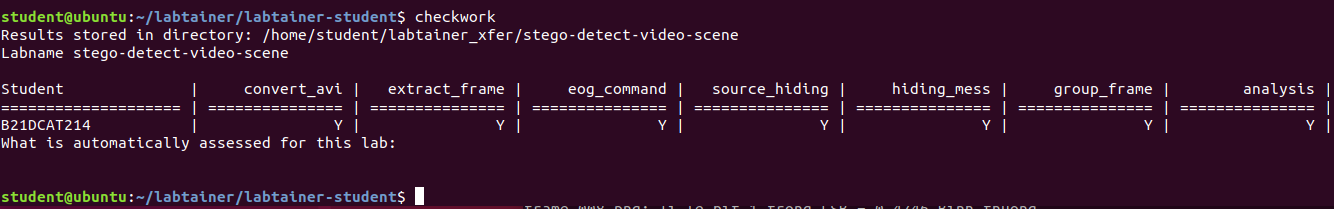 student@ubuntu:~/labtainer/labtainer-student$ checkwork
Results stored in directory: /home/student/labtainer_xfer/stego-detect-video-scene
Labname stego-detect-video-scene
Student | convert_avi | extract_frame | eog_command | source_hiding | hiding_mess | group_frame | analysis |
==================== | =============== | =============== | =============== | =============== | =============== | =============== | =============== |
B21DCAT214 | Y | Y | Y | Y | Y | Y | Y |
What is automatically assessed for this lab:
student@ubuntu:~/labtainer/labtainer-student$